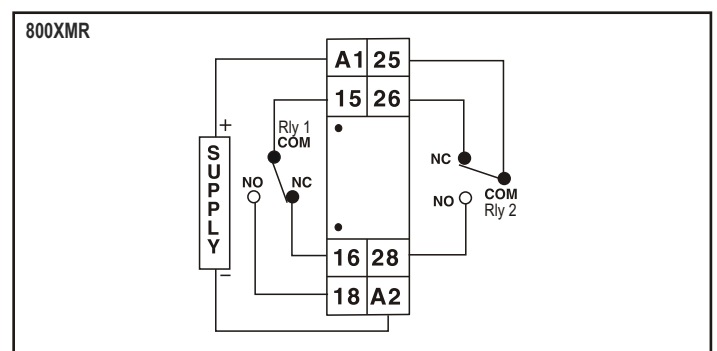 800XMR
A1 25
15 26
Rly 1
COM
+
SUPPLY
NO NC
NC
NO COM
Rly 2
−
16 28
18 A2